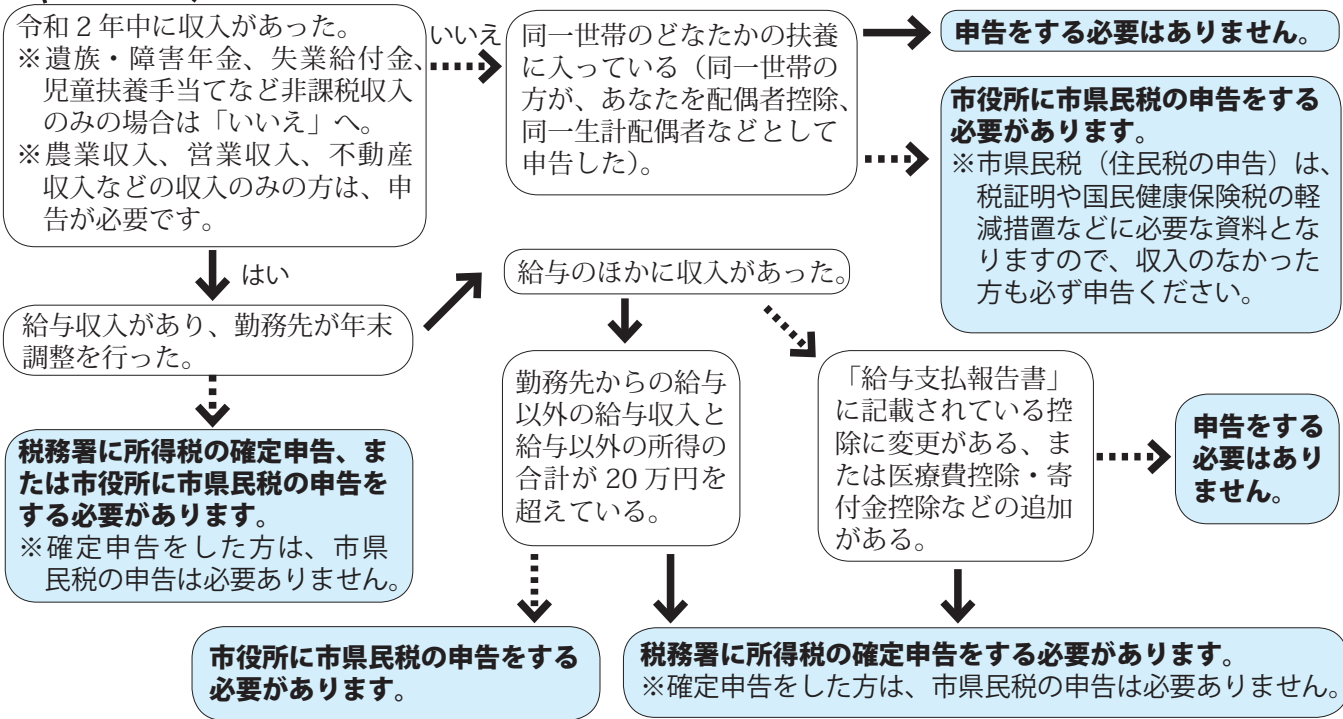 令和２年中に収入があった。
※遺族・障害年金、失業給付金、
児童扶養手当てなど非課税収入
のみの場合は「いいえ」へ。
※農業収入、営業収入、不動産
収入などの収入のみの方は、申
告が必要です。
いいえ
同一世帯のどなたかの扶養
に入っている（同一世帯の
方が、あなたを配偶者控除、
同一生計配偶者などとして
申告した）。
申告をする必要はありません。
市役所に市県民税の申告をする
必要があります。
※市県民税（住民税の申告）は、
税証明や国民健康保険税の軽
減措置などに必要な資料とな
りますので、収入のなかった
方も必ず申告ください。
はい
給与収入があり、勤務先が年末
調整を行った。
給与のほかに収入があった。
税務署に所得税の確定申告、ま
たは市役所に市県民税の申告を
する必要があります。
※確定申告をした方は、市県
民税の申告は必要ありません。
勤務先からの給与
以外の給与収入と
給与以外の所得の
合計が 20 万円を
超えている。
「給与支払報告書」
に記載されている控
除に変更がある、ま
たは医療費控除・寄
付金控除などの追加
がある。
申告をする
必要はあり
ません。
市役所に市県民税の申告をする
必要があります。
税務署に所得税の確定申告をする必要があります。
※確定申告をした方は、市県民税の申告は必要ありません。